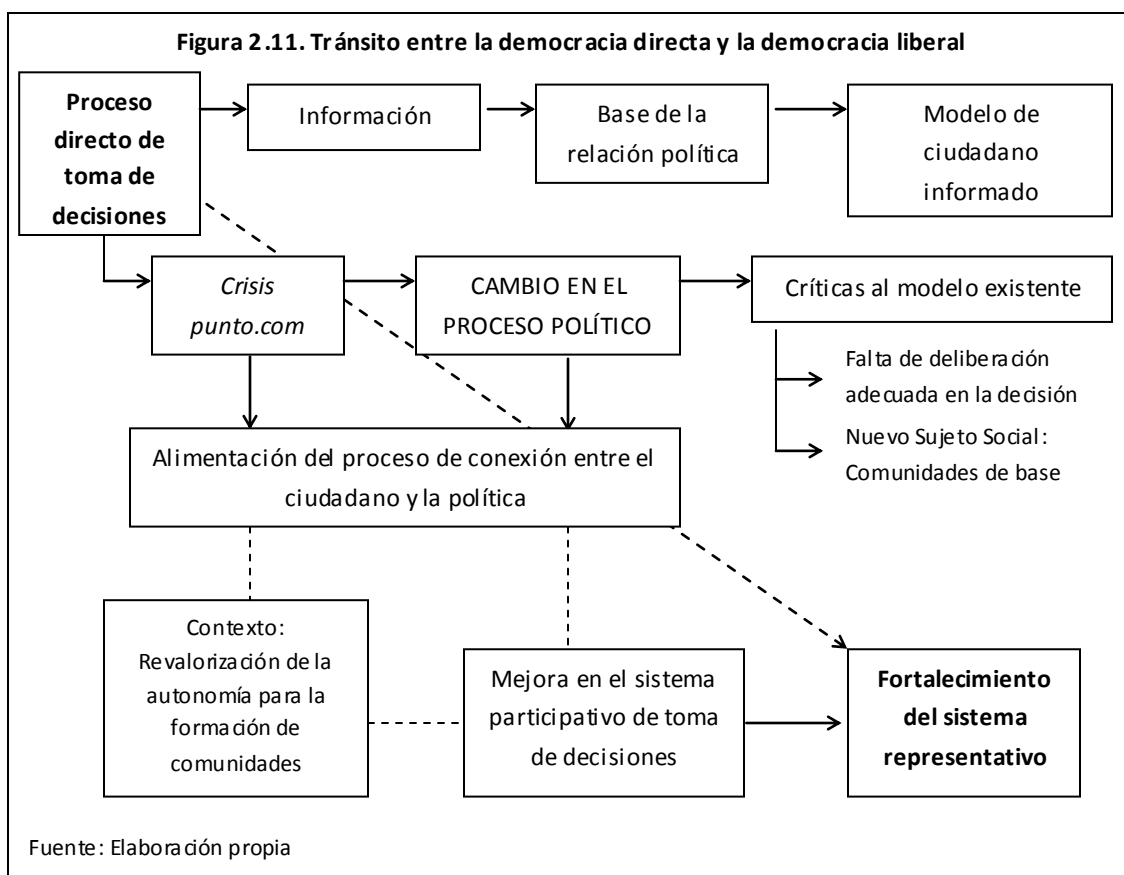 Figura 2.11. Tránsito entre la democracia directa y la democracia liberal
Proceso
directo de
toma de
decisiones
Información
Base de la
relación política
Modelo de
ciudadano
informado
Crisis
punto.com
CAMBIO EN EL
PROCESO POLÍTICO
Críticas al modelo existente
Falta de deliberación
adecuada en la decisión
Nuevo Sujeto Social:
Comunidades de base
Alimentación del proceso de conexión entre el
ciudadano y la política
Contexto:
Revalorización de la
autonomía para la
formación de
comunidades
Mejora en el sistema
participativo de toma
de decisiones
Fortalecimiento
del sistema
representativo
Fuente: Elaboración propia